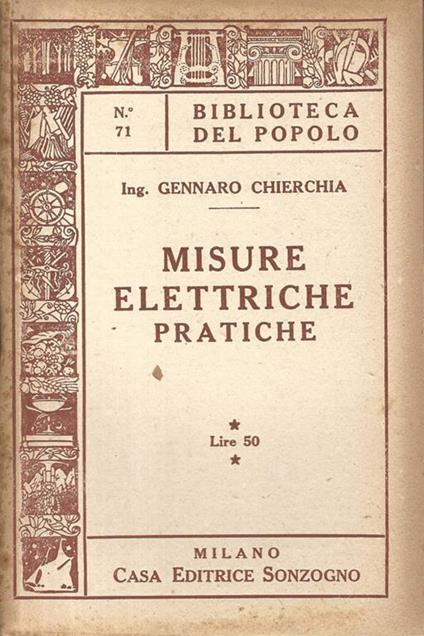 N.° 71
BIBLIOTECA
DEL POPOLO
Ing. GENNARO CHIERCHIA
MISURE
ELETTRICHE
PRATICHE
*
Lire 50
*
MILANO
CASA EDITRICE SONZOGNO